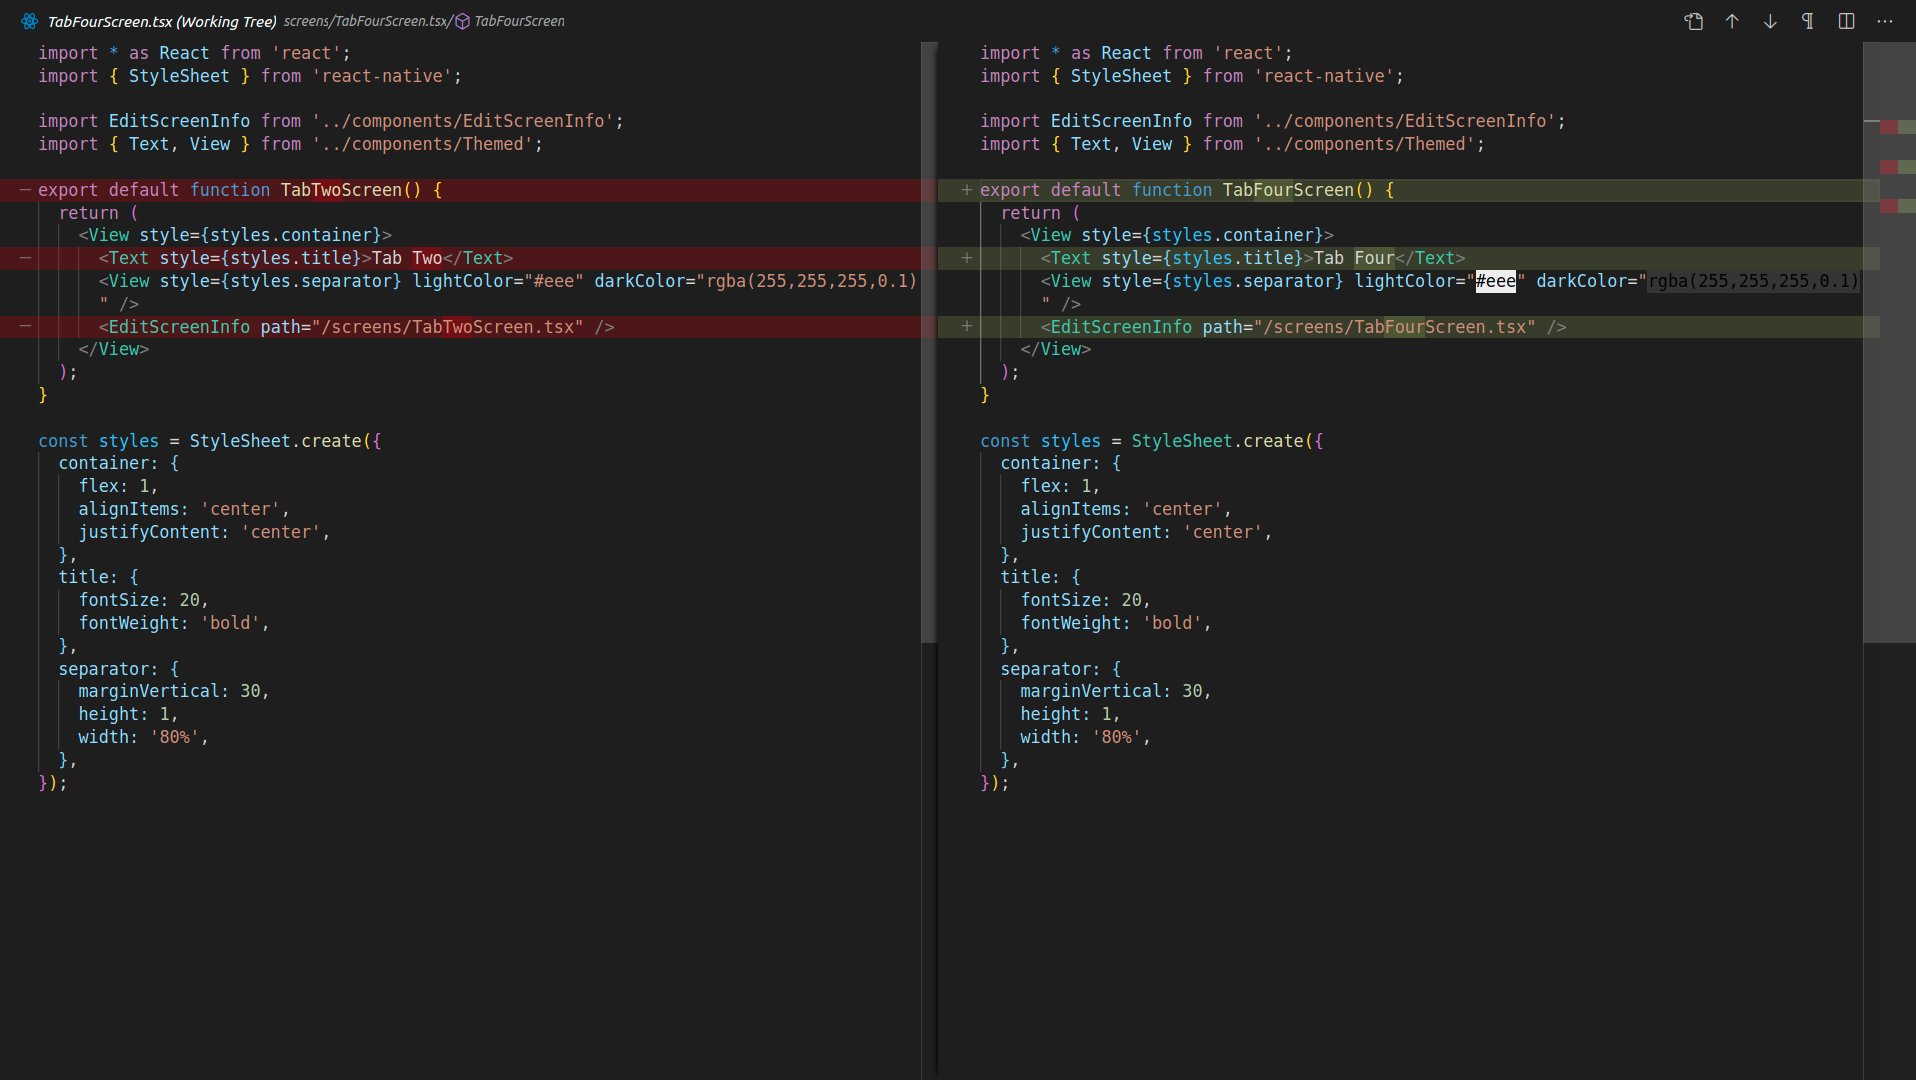 TabFourScreen.tsx (Working Tree) screens/TabFourScreen.tsx/ TabFourScreen
import * as React from 'react';
import { StyleSheet } from 'react-native';
import EditScreenInfo from '../components/EditScreenInfo';
import { Text, View } from '../components/Themed';
— export default function TabTwoScreen() {
return (
<View style={styles.container}>
— <Text style={styles.title}>Tab Two</Text>
<View style={styles.separator} lightColor="#eee" darkColor="rgba(255,255,255,0.1)
" />
— <EditScreenInfo path="/screens/TabTwoScreen.tsx" />
</View>
);
}
const styles = StyleSheet.create({
container: {
flex: 1,
alignItems: 'center',
justifyContent: 'center',
},
title: {
fontSize: 20,
fontWeight: 'bold',
},
separator: {
marginVertical: 30,
height: 1,
width: '80%',
},
});
import * as React from 'react';
import { StyleSheet } from 'react-native';
import EditScreenInfo from '../components/EditScreenInfo';
import { Text, View } from '../components/Themed';
+ export default function TabFourScreen() {
return (
<View style={styles.container}>
+ <Text style={styles.title}>Tab Four</Text>
<View style={styles.separator} lightColor="#eee" darkColor="rgba(255,255,255,0.1)
" />
+ <EditScreenInfo path="/screens/TabFourScreen.tsx" />
</View>
);
}
const styles = StyleSheet.create({
container: {
flex: 1,
alignItems: 'center',
justifyContent: 'center',
},
title: {
fontSize: 20,
fontWeight: 'bold',
},
separator: {
marginVertical: 30,
height: 1,
width: '80%',
},
});